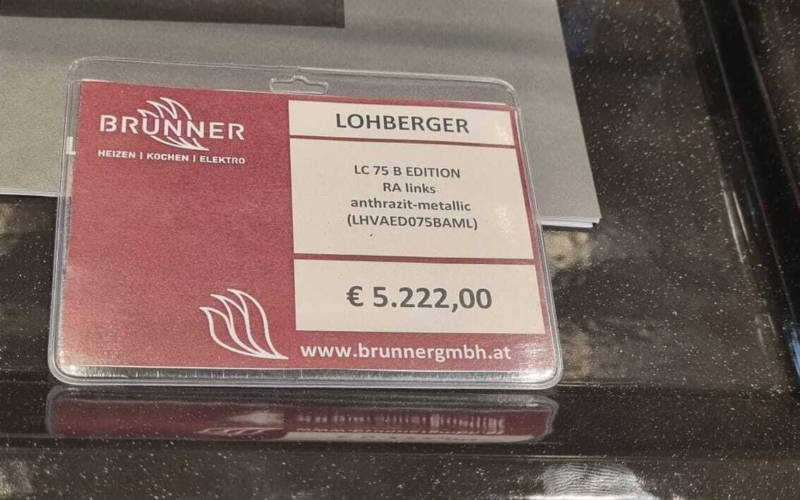 BRUNNER
HEIZEN | KOCHEN | ELEKTRO
LOHBERGER
LC 75 B EDITION
RA links
anthrazit-metallic
(LHVAED075BAML)
€ 5.222,00
www.brunnergmbh.at